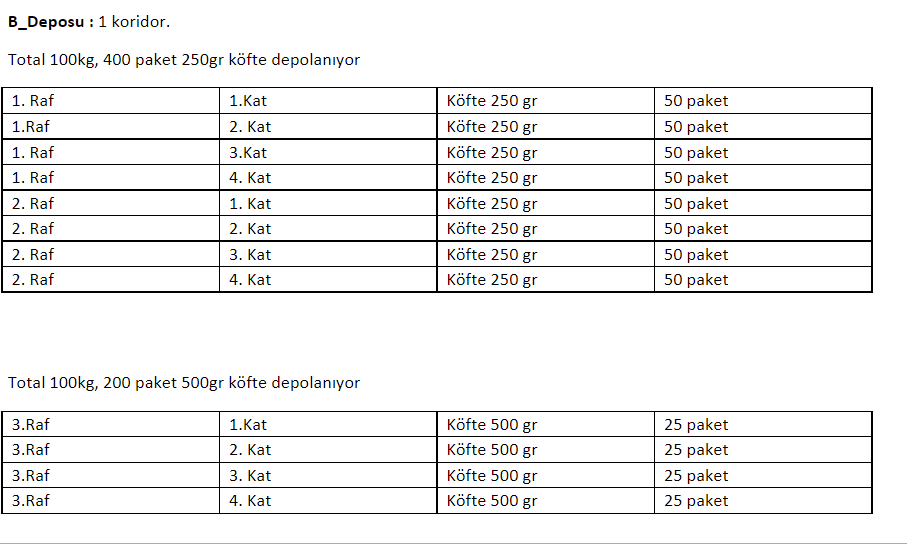 B_Deposu : 1 koridor.
Total 100kg, 400 paket 250gr köfte depolanıyor
1. Raf 1.Kat Köfte 250 gr 50 paket
1.Raf 2. Kat Köfte 250 gr 50 paket
1. Raf 3.Kat Köfte 250 gr 50 paket
1. Raf 4. Kat Köfte 250 gr 50 paket
2. Raf 1. Kat Köfte 250 gr 50 paket
2. Raf 2. Kat Köfte 250 gr 50 paket
2. Raf 3. Kat Köfte 250 gr 50 paket
2. Raf 4. Kat Köfte 250 gr 50 paket
Total 100kg, 200 paket 500gr köfte depolanıyor
3.Raf 1.Kat Köfte 500 gr 25 paket
3.Raf 2. Kat Köfte 500 gr 25 paket
3.Raf 3. Kat Köfte 500 gr 25 paket
3.Raf 4. Kat Köfte 500 gr 25 paket